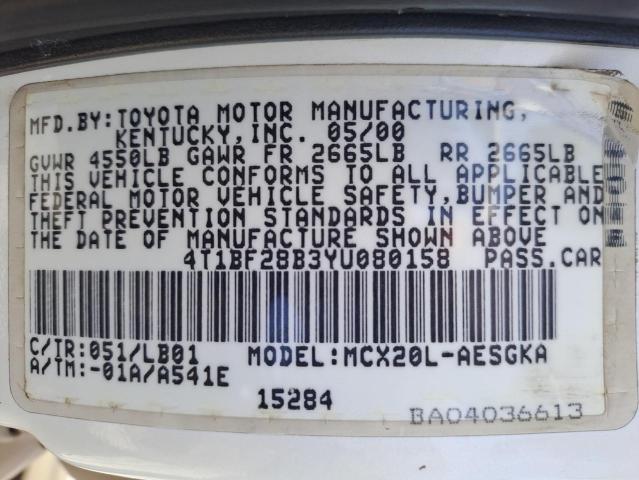 MFD.BY:TOYOTA MOTOR MANUFACTURING,
KENTUCKY,INC. 05/00
GVWR 4550LB GAWR FR 2665LB RR 2665LB
THIS VEHICLE CONFORMS TO ALL APPLICABLE
FEDERAL MOTOR VEHICLE SAFETY,BUMPER AND
THEFT PREVENTION STANDARDS IN EFFECT ON
THE DATE OF MANUFACTURE SHOWN ABOVE
4T1BF28B3YU080158 PASS.CAR
C/TR:051/LB01 MODEL:MCX20L-AESGKA
A/TM:-01A/A541E
15284
BA04036613